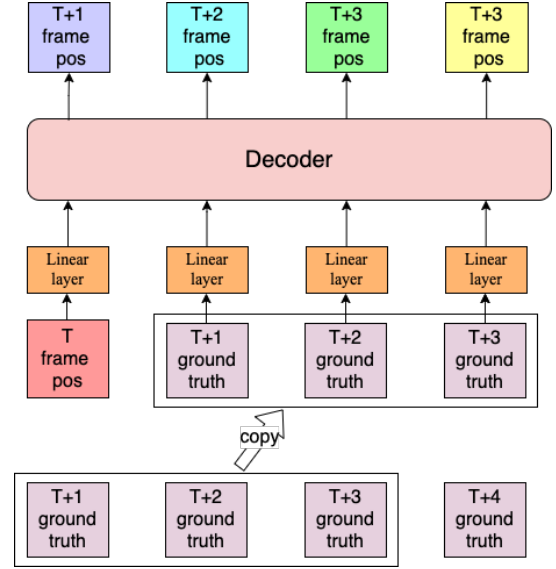 T+1
frame
pos
T+2
frame
pos
T+3
frame
pos
T+3
frame
pos
Decoder
Linear
layer
Linear
layer
Linear
layer
Linear
layer
T
frame
pos
T+1
ground
truth
T+2
ground
truth
T+3
ground
truth
copy
T+1
ground
truth
T+2
ground
truth
T+3
ground
truth
T+4
ground
truth